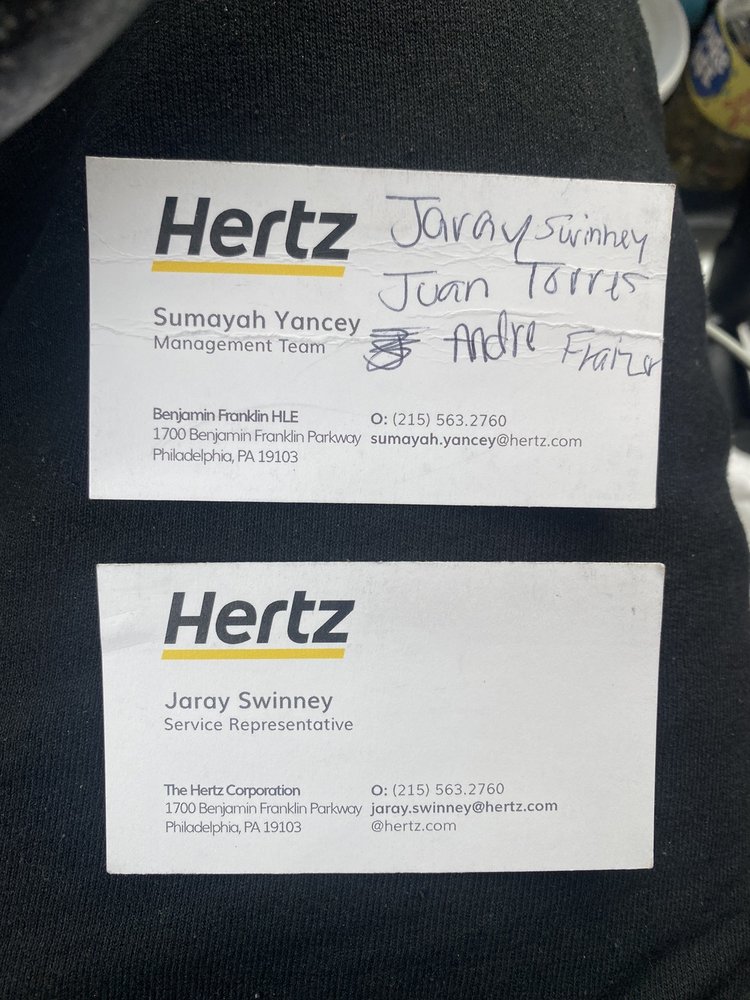 Hertz
Jaray Swinney
Juan Torres
Andre
Sumayah Yancey
Management Team
Benjamin Franklin HLE
1700 Benjamin Franklin Parkway
Philadelphia, PA 19103
O: (215) 563.2760
sumayah.yancey@hertz.com
Hertz
Jaray Swinney
Service Representative
The Hertz Corporation
1700 Benjamin Franklin Parkway
Philadelphia, PA 19103
O: (215) 563.2760
jaray.swinney@hertz.com
@hertz.com